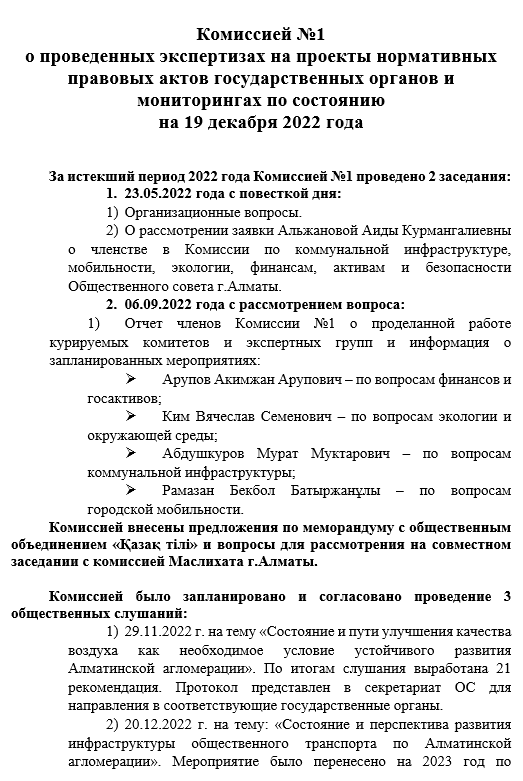 Комиссией №1
о проведенных экспертизах на проекты нормативных
правовых актов государственных органов и
мониторингах по состоянию
на 19 декабря 2022 года
За истекший период 2022 года Комиссией №1 проведено 2 заседания:
1. 23.05.2022 года с повесткой дня:
1) Организационные вопросы.
2) О рассмотрении заявки Альжановой Аиды Курмангалиевны
о членстве в Комиссии по коммунальной инфраструктуре,
мобильности, экологии, финансам, активам и безопасности
Общественного совета г.Алматы.
2. 06.09.2022 года с рассмотрением вопроса:
1) Отчет членов Комиссии №1 о проделанной работе
курируемых комитетов и экспертных групп и информация о
запланированных мероприятиях:
➢ Арупов Акимжан Арупович – по вопросам финансов и
госактивов;
➢ Ким Вячеслав Семенович – по вопросам экологии и
окружающей среды;
➢ Абдушкуров Мурат Муктарович – по вопросам
коммунальной инфраструктуры;
➢ Рамазан Бекбол Батыржанұлы – по вопросам
городской мобильности.
Комиссией внесены предложения по меморандуму с общественным
объединением «Қазақ тілі» и вопросы для рассмотрения на совместном
заседании с комиссией Маслихата г.Алматы.
Комиссией было запланировано и согласовано проведение 3
общественных слушаний:
1) 29.11.2022 г. на тему «Состояние и пути улучшения качества
воздуха как необходимое условие устойчивого развития
Алматинской агломерации». По итогам слушания выработана 21
рекомендация. Протокол представлен в секретариат ОС для
направления в соответствующие государственные органы.
2) 20.12.2022 г. на тему: «Состояние и перспектива развития
инфраструктуры общественного транспорта по Алматинской
агломерации». Мероприятие было перенесено на 2023 год по